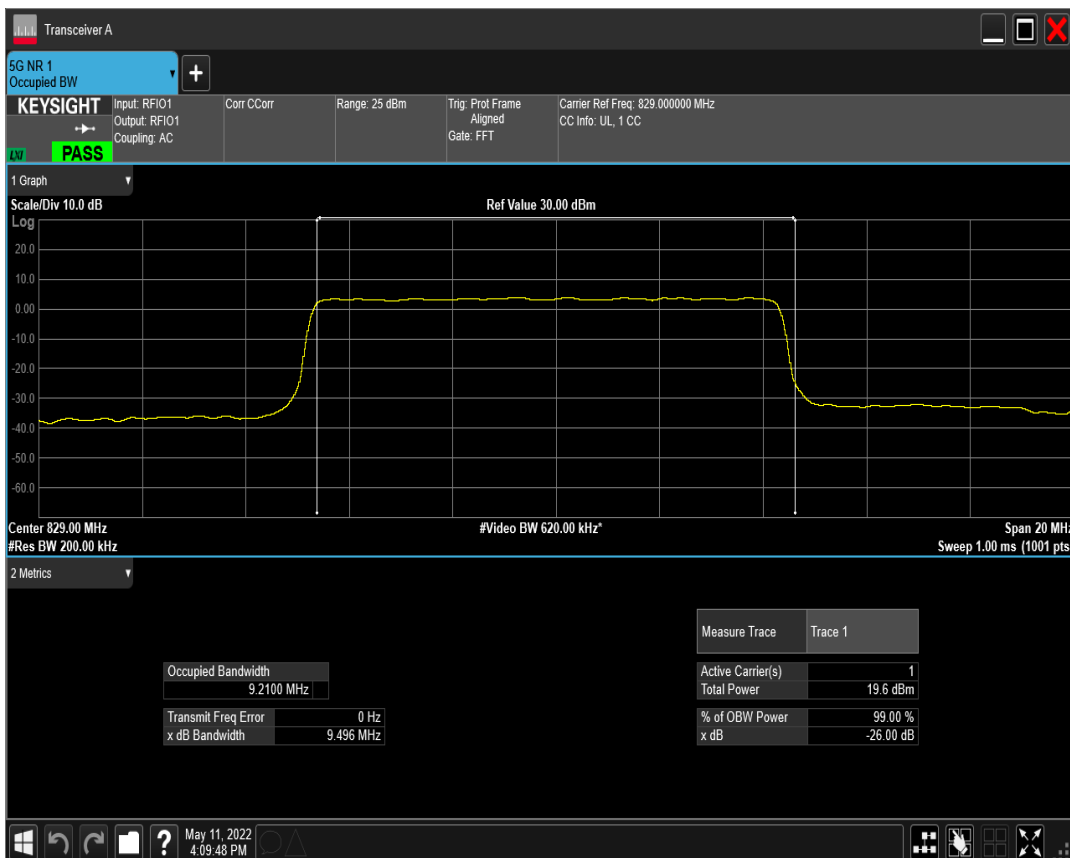 Transceiver A
5G NR 1
Occupied BW
KEYSIGHT
LXI
PASS
Input: RFIO1
Output: RFIO1
Coupling: AC
Corr CCorr
Range: 25 dBm
Trig: Prot Frame
Aligned
Gate: FFT
Carrier Ref Freq: 829.000000 MHz
CC Info: UL, 1 CC
1 Graph
Scale/Div 10.0 dB
Ref Value 30.00 dBm
Log
20.0
10.0
0.00
-10.0
-20.0
-30.0
-40.0
-50.0
-60.0
Center 829.00 MHz
#Video BW 620.00 kHz*
Span 20 MHz
#Res BW 200.00 kHz
Sweep 1.00 ms (1001 pts
2 Metrics
Measure Trace Trace 1
Occupied Bandwidth
9.2100 MHz
Active Carrier(s) 1
Total Power 19.6 dBm
Transmit Freq Error 0 Hz
x dB Bandwidth 9.496 MHz
% of OBW Power 99.00 %
x dB -26.00 dB
?
May 11, 2022
4:09:48 PM